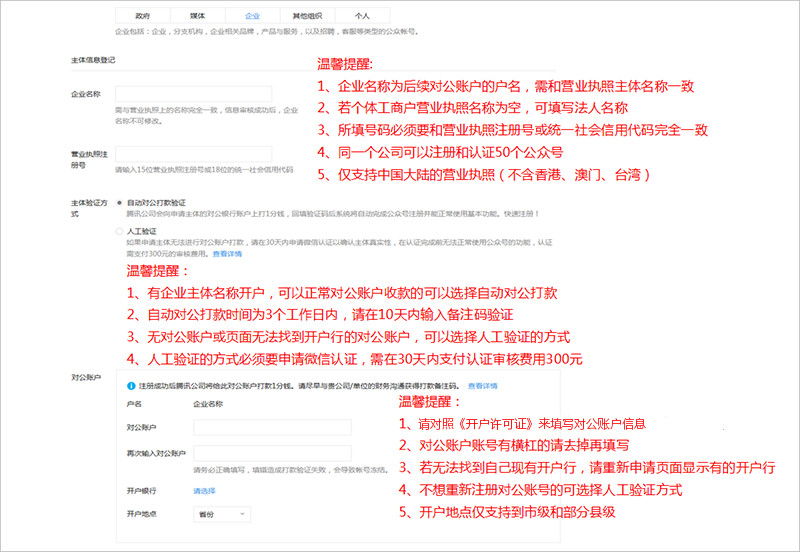 政府 媒体 企业 其他组织 个人
企业包括：企业，分支机构，企业相关品牌，产品与服务，以及招聘，客服等类型的公众帐号。
主体信息登记
温馨提醒:
1、企业名称为后续对公账户的户名，需和营业执照主体名称一致
2、若个体工商户营业执照名称为空，可填写法人名称
3、所填号码必须要和营业执照注册号或统一社会信用代码完全一致
4、同一个公司可以注册和认证50个公众号
5、仅支持中国大陆的营业执照（不含香港、澳门、台湾）
企业名称
需与营业执照上的名称完全一致，信息审核成功后，企业
名称不可修改。
营业执照注
册号
请输入15位营业执照注册号或18位的统一社会信用代码
主体验证方
式
自动对公打款验证
腾讯公司会向申请主体的对公银行账户上打1分钱，回填验证码后系统将自动完成公众号注册并能正常使用基本功能。快速注册！
人工验证
如果申请主体无法进行对公账户打款，请在30天内申请微信认证以确认主体真实性，在认证完成前无法正常使用公众号的功能，认证
需支付300元的审核费用。查看详情
温馨提醒：
1、有企业主体名称开户，可以正常对公账户收款的可以选择自动对公打款
2、自动对公打款时间为3个工作日内，请在10天内输入备注码验证
3、无对公账户或页面无法找到开户行的对公账户，可以选择人工验证的方式
4、人工验证的方式必须要申请微信认证，需在30天内支付认证审核费用300元
对公账户
注册成功后腾讯公司将给此对公账户打款1分钱。请尽早与贵公司/单位的财务沟通获得打款备注码。 查看详情
户名 企业名称
对公账户
再次输入对公账户
请务必正确填写，填错造成打款验证失败，会导致帐号冻结。
开户银行 请选择
开户地点 省份
温馨提醒：
1、请对照《开户许可证》来填写对公账户信息
2、对公账户账号有横杠的请去掉再填写
3、若无法找到自己现有开户行，请重新申请页面显示有的开户行
4、不想重新注册对公账号的可选择人工验证方式
5、开户地点仅支持到市级和部分县级